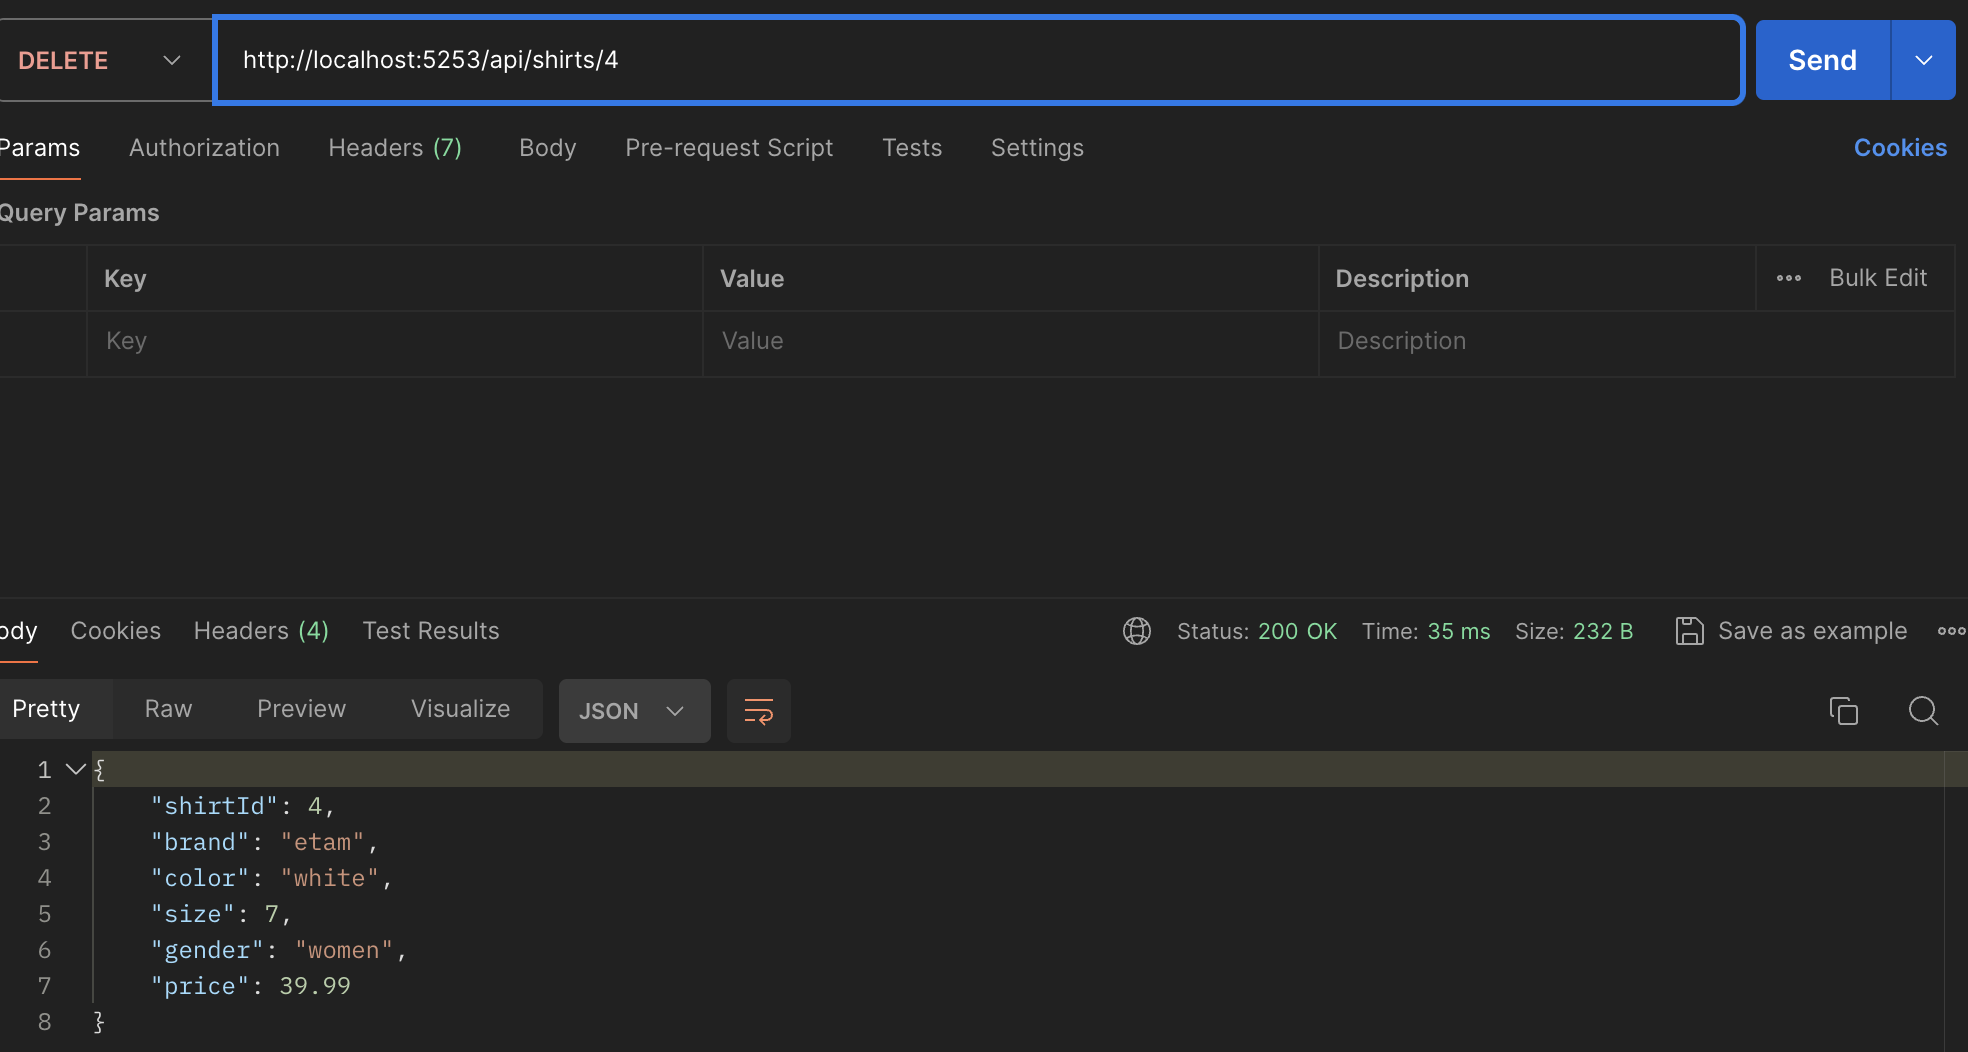 DELETE http://localhost:5253/api/shirts/4 Send
Params Authorization Headers (7) Body Pre-request Script Tests Settings Cookies
Query Params
Key Value Description Bulk Edit
Key Value Description
ody Cookies Headers (4) Test Results Status: 200 OK Time: 35 ms Size: 232 B Save as example
Pretty Raw Preview Visualize JSON
1 {
2 "shirtId": 4,
3 "brand": "etam",
4 "color": "white",
5 "size": 7,
6 "gender": "women",
7 "price": 39.99
8 }